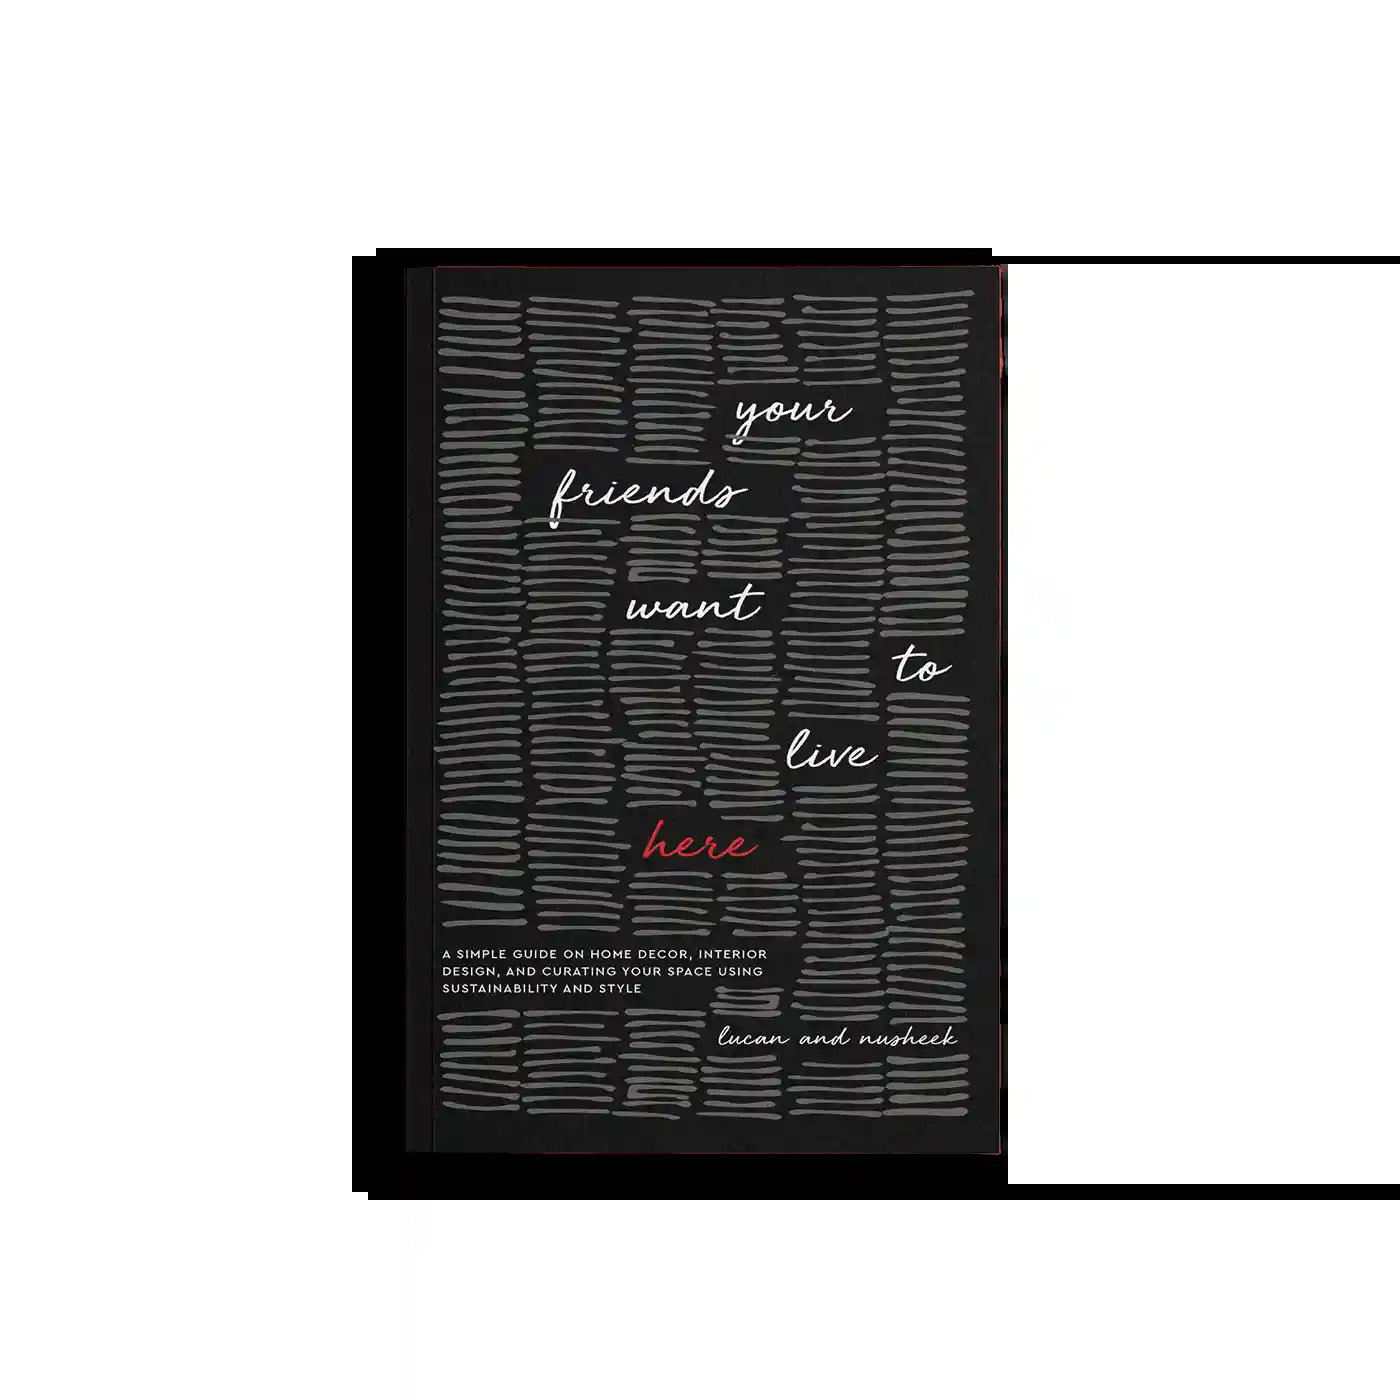 your
friends
want
to
live
here
A SIMPLE GUIDE ON HOME DECOR, INTERIOR
DESIGN, AND CURATING YOUR SPACE USING
SUSTAINABILITY AND STYLE
lucan and nusheek